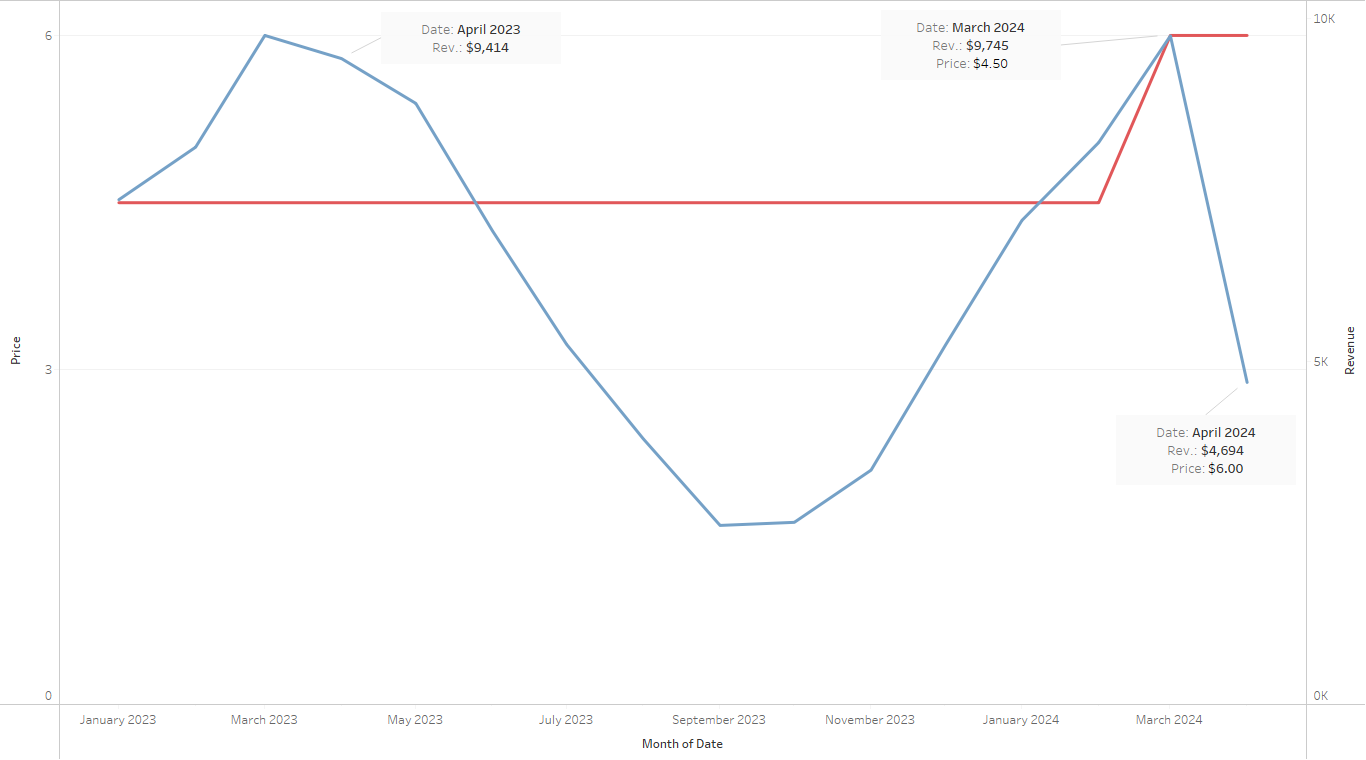 6
3
0
Price
Date: April 2023
Rev.: $9,414
Date: March 2024
Rev.: $9,745
Price: $4.50
Date: April 2024
Rev.: $4,694
Price: $6.00
10K
5K
0K
Revenue
January 2023
March 2023
May 2023
July 2023
September 2023
November 2023
January 2024
March 2024
Month of Date